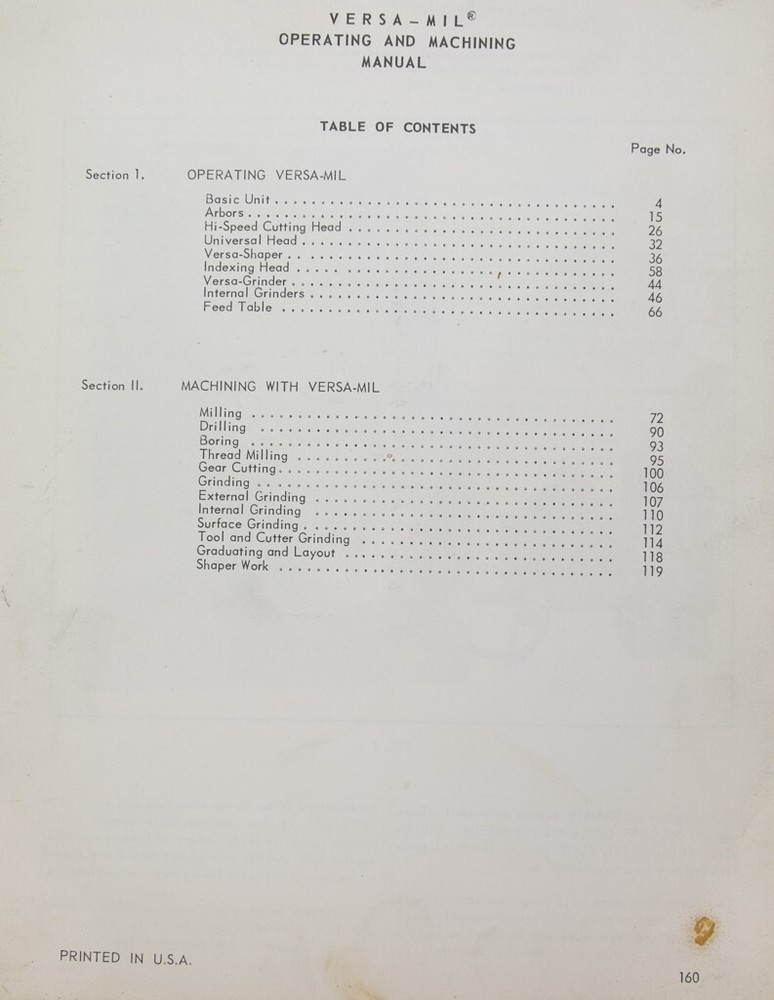 VERSA-MIL®
OPERATING AND MACHINING
MANUAL
TABLE OF CONTENTS
Page No.
Section I. OPERATING VERSA-MIL
Basic Unit . . . . . . . . . . . . . . . . . . . . 4
Arbors . . . . . . . . . . . . . . . . . . . . 15
Hi-Speed Cutting Head . . . . . . . . . . . . . . . . . . . . 26
Universal Head . . . . . . . . . . . . . . . . . . . . 32
Versa-Shaper . . . . . . . . . . . . . . . . . . . . 36
Indexing Head . . . . . . . . . . . . . . . . . . . . 58
Versa-Grinder . . . . . . . . . . . . . . . . . . . . 44
Internal Grinders . . . . . . . . . . . . . . . . . . . . 46
Feed Table . . . . . . . . . . . . . . . . . . . . 66
Section II. MACHINING WITH VERSA-MIL
Milling . . . . . . . . . . . . . . . . . . . . 72
Drilling . . . . . . . . . . . . . . . . . . . . 90
Boring . . . . . . . . . . . . . . . . . . . . 93
Thread Milling . . . . . . . . . . . . . . . . . . . . 95
Gear Cutting . . . . . . . . . . . . . . . . . . . . 100
Grinding . . . . . . . . . . . . . . . . . . . . 106
External Grinding . . . . . . . . . . . . . . . . . . . . 107
Internal Grinding . . . . . . . . . . . . . . . . . . . . 110
Surface Grinding . . . . . . . . . . . . . . . . . . . . 112
Tool and Cutter Grinding . . . . . . . . . . . . . . . . . . . . 114
Graduating and Layout . . . . . . . . . . . . . . . . . . . . 118
Shaper Work . . . . . . . . . . . . . . . . . . . . 119
PRINTED IN U.S.A.
160